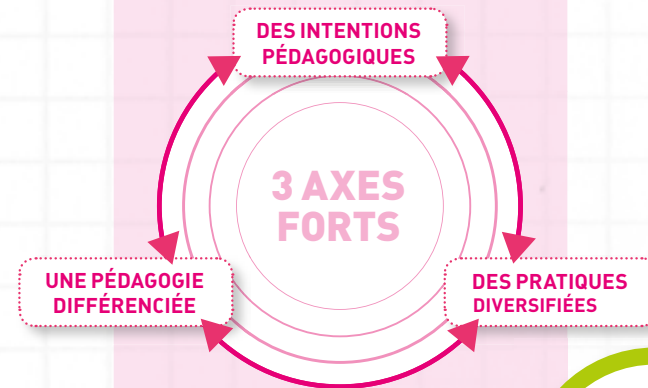 DES INTENTIONS
PÉDAGOGIQUES
3 AXES
FORTS
UNE PÉDAGOGIE
DIFFÉRENCIÉE
DES PRATIQUES
DIVERSIFIÉES